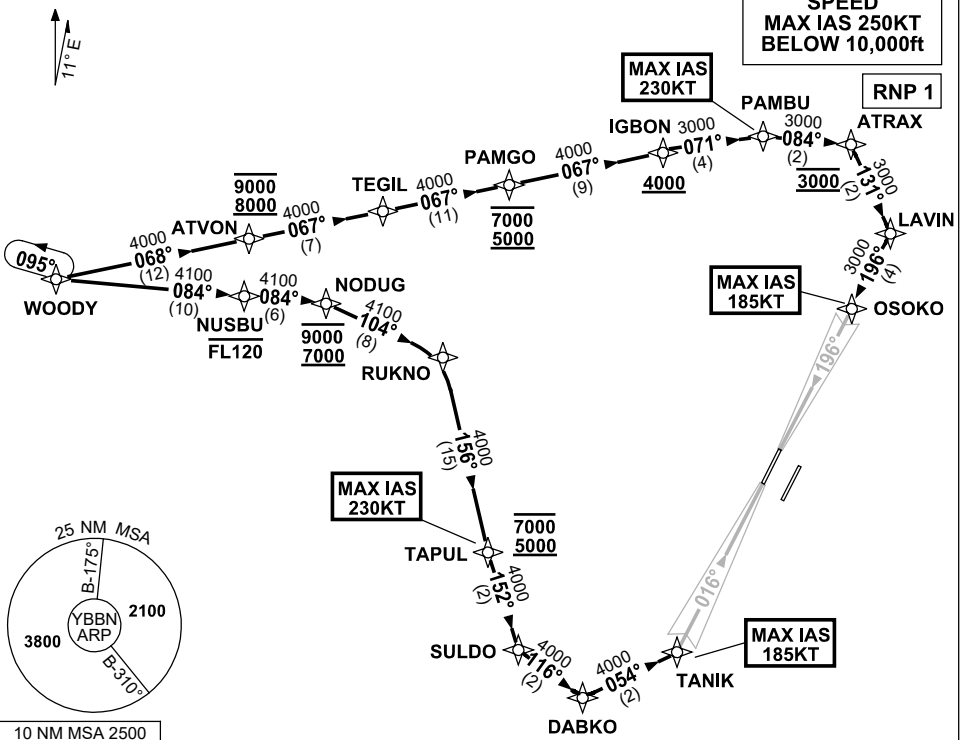 SPEED
MAX IAS 250KT
BELOW 10,000ft
RNP 1
11° E
MAX IAS
230KT
PAMBU
3000
084°
(2)
ATRAX
3000
IGBON
3000
071°
(4)
4000
PAMGO
4000
067°
(9)
7000
5000
TEGIL
4000
067°
(11)
9000
8000
ATVON
4000
067°
(7)
4000
068°
(12)
095°
WOODY
3000
131°
(2)
LAVIN
3000
196°
(4)
MAX IAS
185KT
OSOKO
196°
4100
084°
(10)
NUSBU
FL120
4100
084°
(6)
NODUG
9000
7000
4100
104°
(8)
RUKNO
4000
156°
(15)
MAX IAS
230KT
TAPUL
7000
5000
4000
152°
(2)
SULDO
4000
116°
(2)
DABKO
4000
054°
(2)
TANIK
MAX IAS
185KT
016°
25 NM MSA
B-175°
YBBN
ARP
2100
3800
B-310°
10 NM MSA 2500